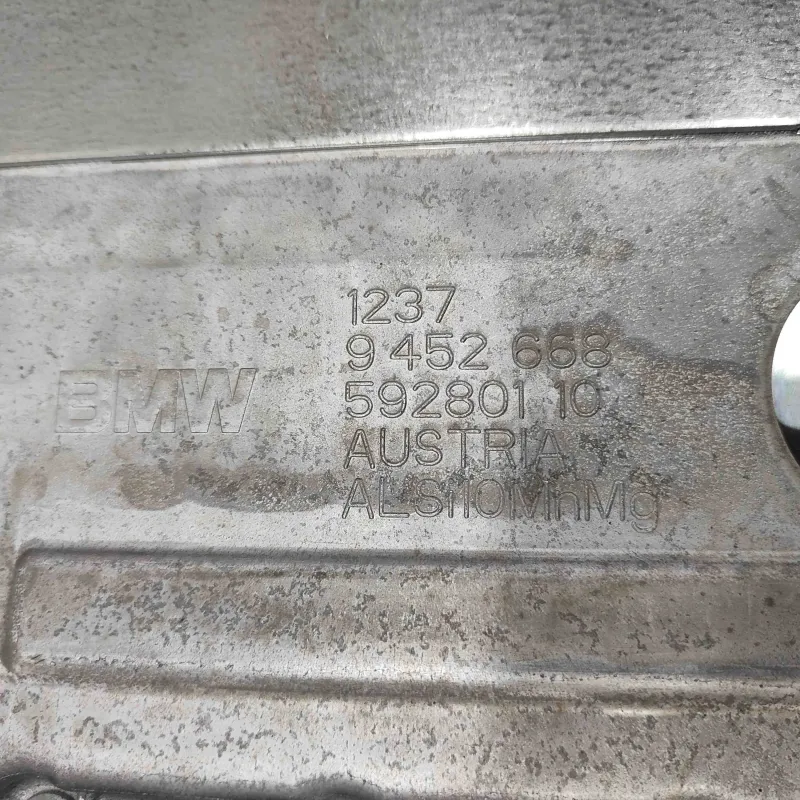 1237
9 452 668
BMW
592801 10
AUSTRIA
ALSi10MnMg